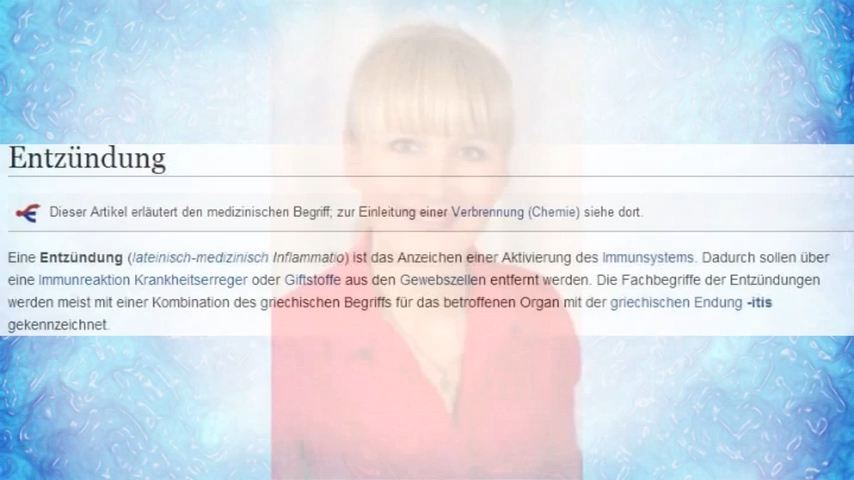 Entzündung
Dieser Artikel erläutert den medizinischen Begriff; zur Einleitung einer Verbrennung (Chemie) siehe dort.
Eine Entzündung (lateinisch-medizinisch Inflammatio) ist das Anzeichen einer Aktivierung des Immunsystems. Dadurch sollen über
eine Immunreaktion Krankheitserreger oder Giftstoffe aus den Gewebszellen entfernt werden. Die Fachbegriffe der Entzündungen
werden meist mit einer Kombination des griechischen Begriffs für das betroffenen Organ mit der griechischen Endung -itis
gekennzeichnet.